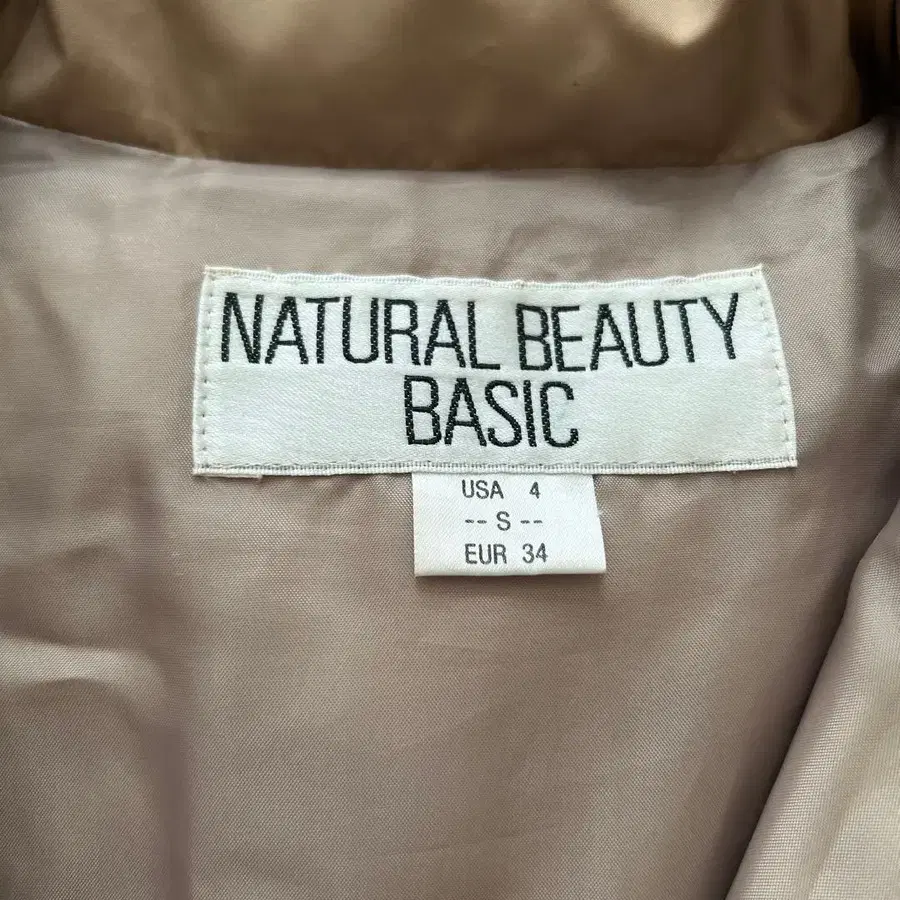 NATURAL BEAUTY
BASIC
USA 4
-- S --
EUR 34